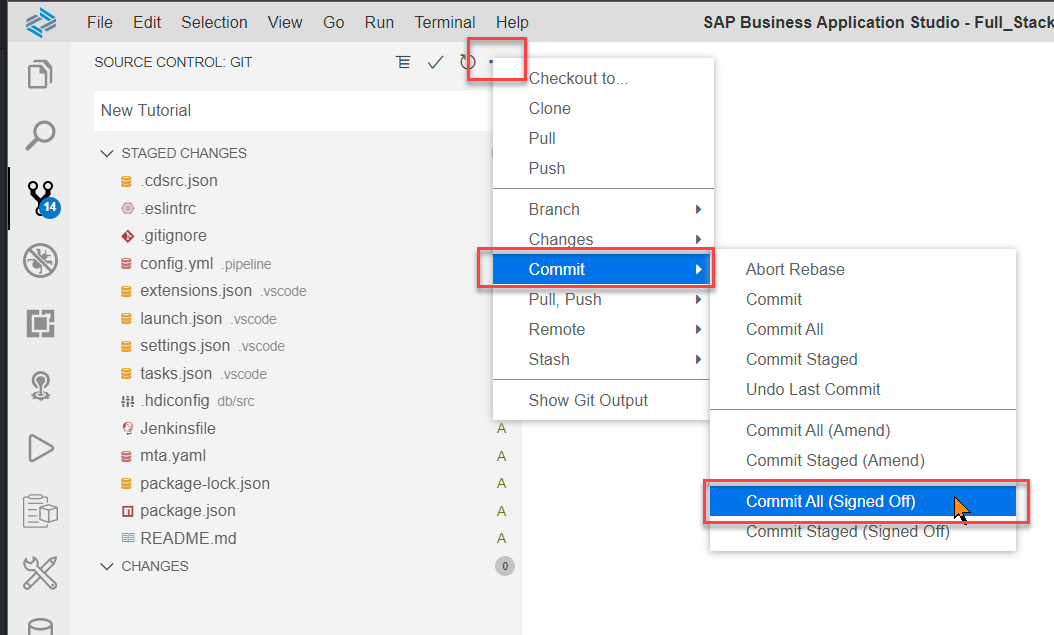 File Edit Selection View Go Run Terminal Help SAP Business Application Studio - Full_Stack
SOURCE CONTROL: GIT
New Tutorial
STAGED CHANGES
.cdsrc.json
.eslintrc
.gitignore
config.yml .pipeline
extensions.json .vscode
launch.json .vscode
settings.json .vscode
tasks.json .vscode
.hdiconfig db/src
Jenkinsfile A
mta.yaml A
package-lock.json A
package.json A
README.md A
CHANGES 0
14
Checkout to...
Clone
Pull
Push
Branch
Changes
Commit
Pull, Push
Remote
Stash
Show Git Output
Abort Rebase
Commit
Commit All
Commit Staged
Undo Last Commit
Commit All (Amend)
Commit Staged (Amend)
Commit All (Signed Off)
Commit Staged (Signed Off)